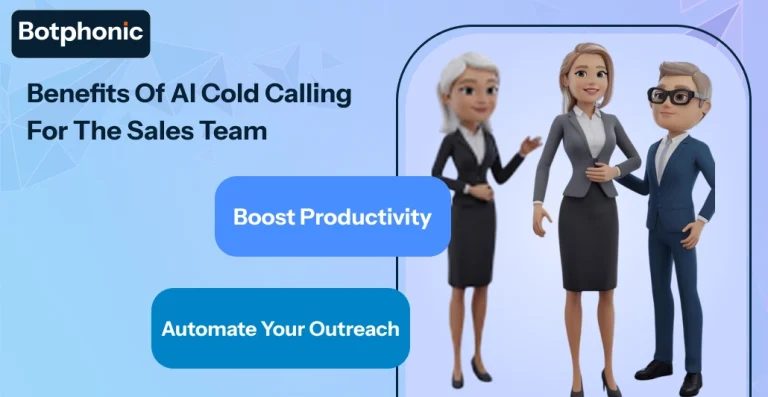 Botphonic
Benefits Of AI Cold Calling
For The Sales Team
Boost Productivity
Automate Your Outreach